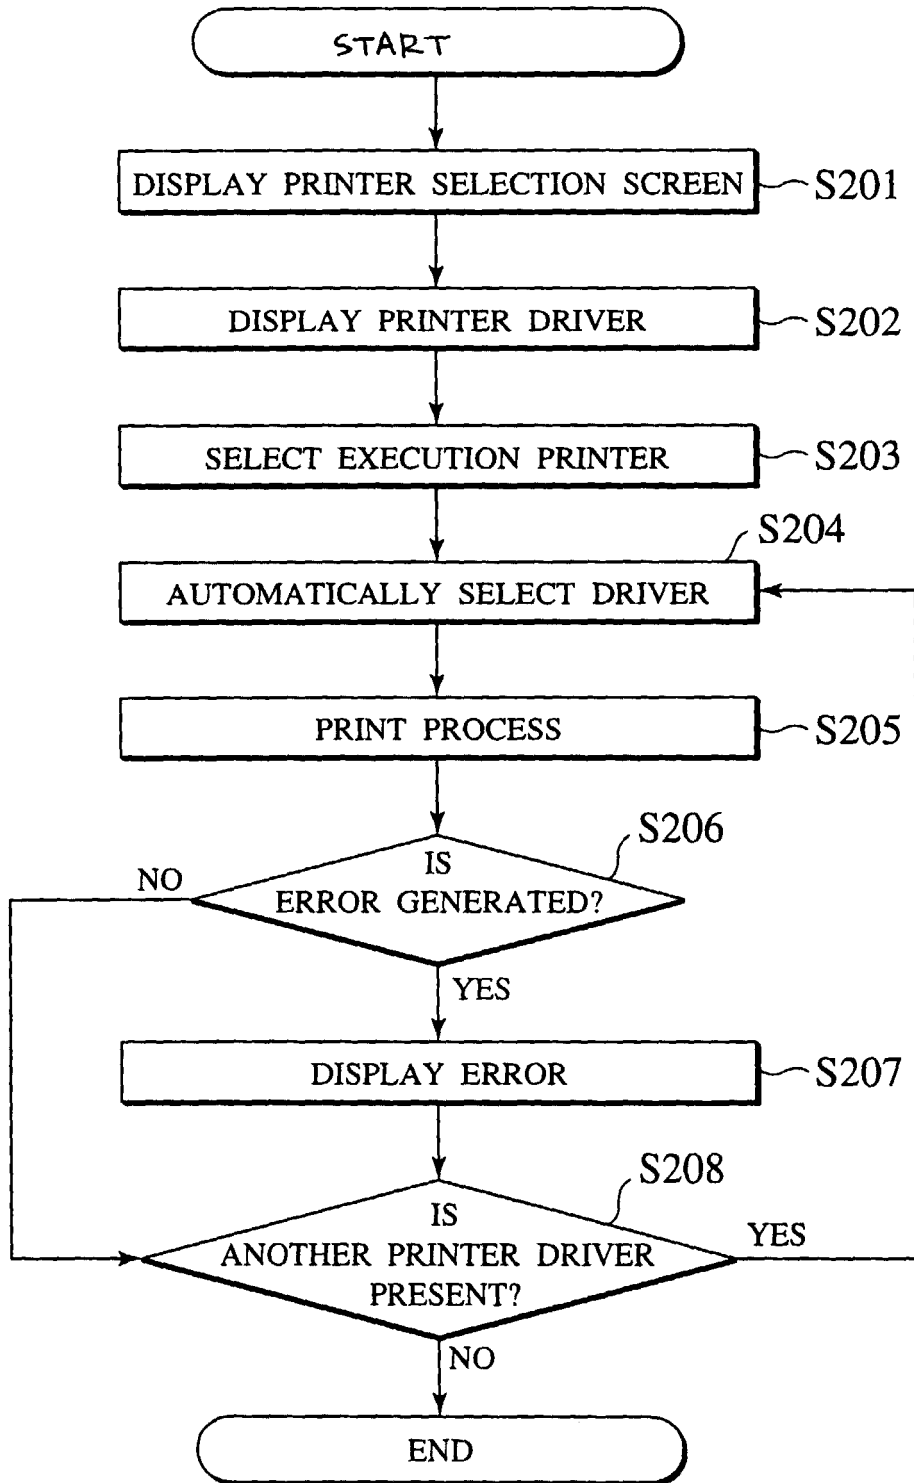 START
DISPLAY PRINTER SELECTION SCREEN
S201
DISPLAY PRINTER DRIVER
S202
SELECT EXECUTION PRINTER
S203
S204
AUTOMATICALLY SELECT DRIVER
PRINT PROCESS
S205
S206
IS
ERROR GENERATED?
NO
YES
DISPLAY ERROR
S207
S208
IS
ANOTHER PRINTER DRIVER
PRESENT?
YES
NO
END